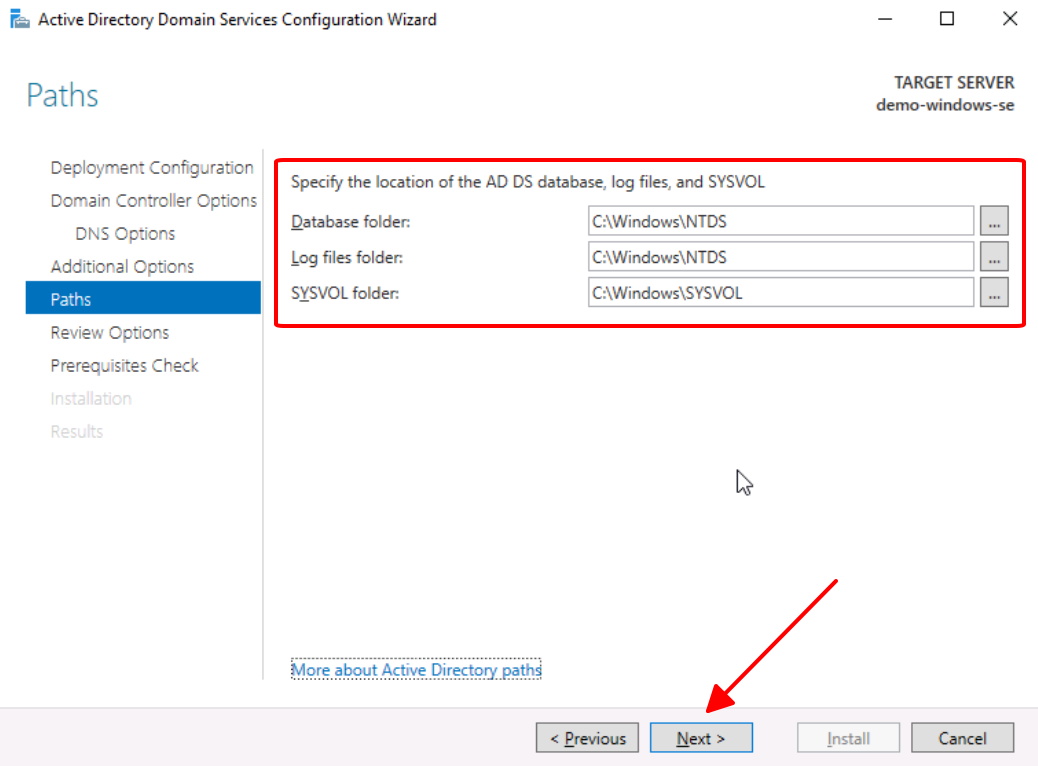 Active Directory Domain Services Configuration Wizard
Paths
TARGET SERVER
demo-windows-se
Deployment Configuration
Domain Controller Options
DNS Options
Additional Options
Paths
Review Options
Prerequisites Check
Installation
Results
Specify the location of the AD DS database, log files, and SYSVOL
Database folder: C:\Windows\NTDS ...
Log files folder: C:\Windows\NTDS ...
SYSVOL folder: C:\Windows\SYSVOL ...
More about Active Directory paths
< Previous Next > Install Cancel